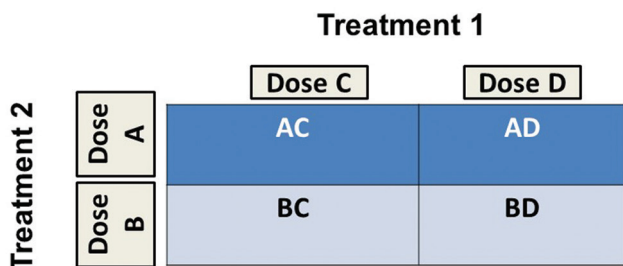 Treatment 1
Dose C Dose D
Treatment 2
Dose
A
AC AD
Dose
B
BC BD